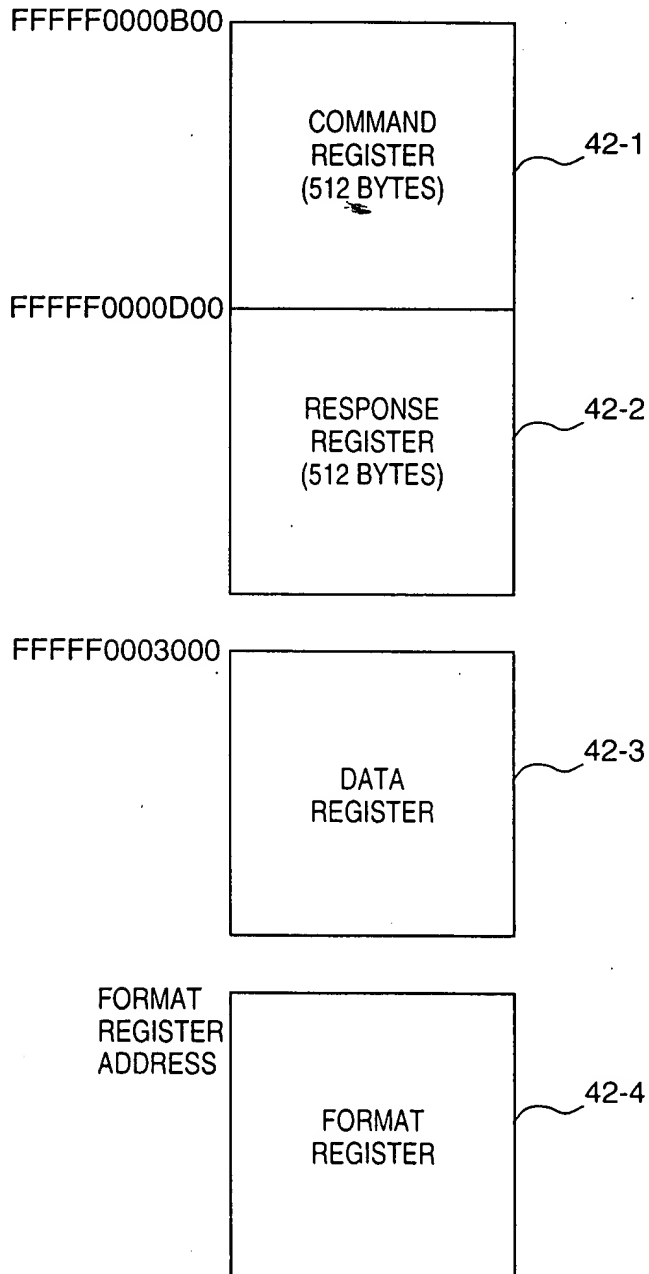 FFFFF0000B00
COMMAND
REGISTER
(512 BYTES)
42-1
FFFFF0000D00
RESPONSE
REGISTER
(512 BYTES)
42-2
FFFFF0003000
DATA
REGISTER
42-3
FORMAT
REGISTER
ADDRESS
FORMAT
REGISTER
42-4